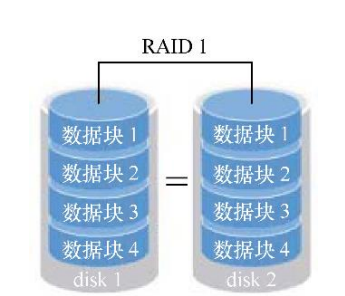 RAID 1
数据块 1 数据块 1
数据块 2 数据块 2
=
数据块 3 数据块 3
数据块 4 数据块 4
disk 1 disk 2